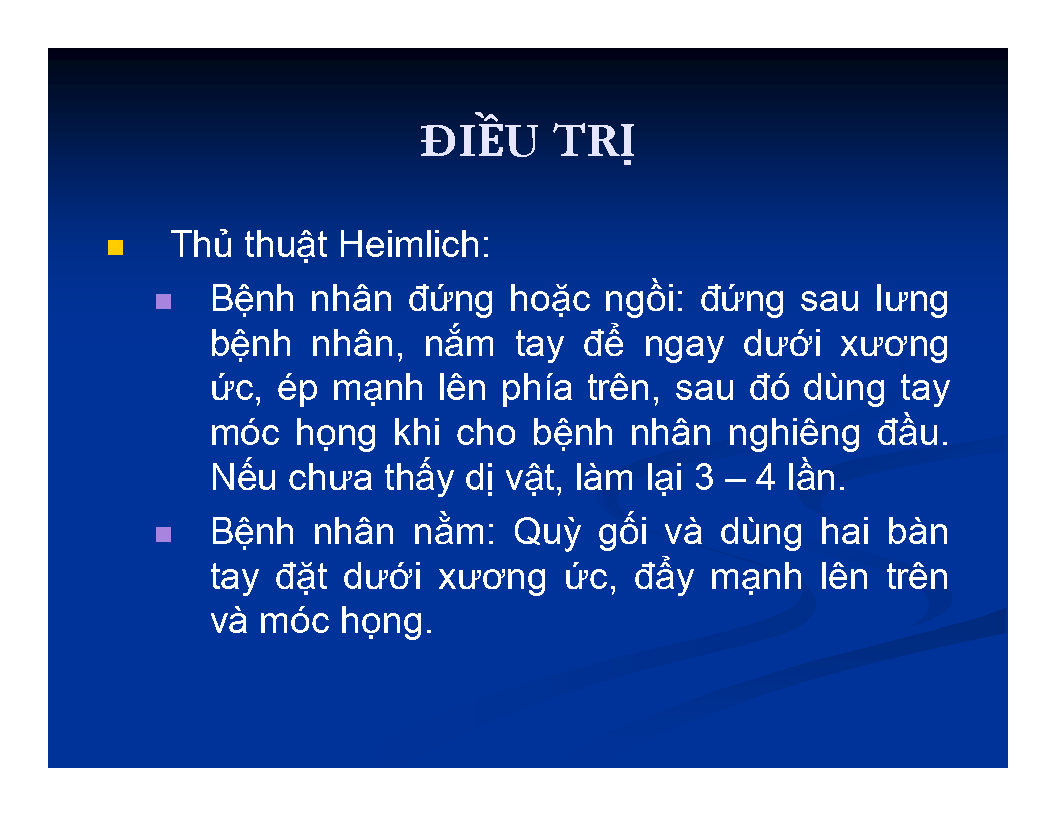 ĐIỀU TRỊ
Thủ thuật Heimlich:
Bệnh nhân đứng hoặc ngồi: đứng sau lưng
bệnh nhân, nắm tay để ngay dưới xương
ức, ép mạnh lên phía trên, sau đó dùng tay
móc họng khi cho bệnh nhân nghiêng đầu.
Nếu chưa thấy dị vật, làm lại 3 – 4 lần.
Bệnh nhân nằm: Quỳ gối và dùng hai bàn
tay đặt dưới xương ức, đẩy mạnh lên trên
và móc họng.